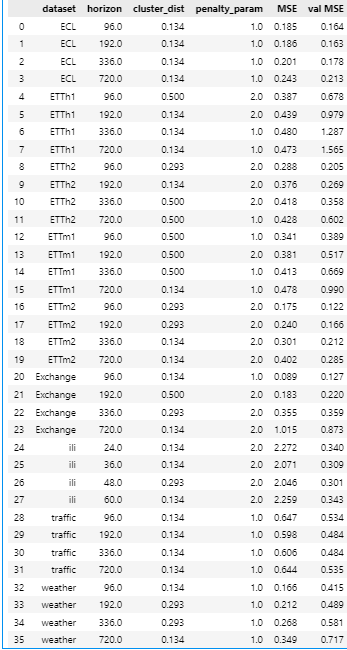 dataset horizon cluster_dist penalty_param MSE val MSE
0 ECL 96.0 0.134 1.0 0.185 0.164
1 ECL 192.0 0.134 1.0 0.186 0.163
2 ECL 336.0 0.134 1.0 0.201 0.178
3 ECL 720.0 0.134 1.0 0.243 0.213
4 ETTh1 96.0 0.500 2.0 0.387 0.678
5 ETTh1 192.0 0.134 2.0 0.439 0.979
6 ETTh1 336.0 0.134 1.0 0.480 1.287
7 ETTh1 720.0 0.134 1.0 0.473 1.565
8 ETTh2 96.0 0.293 2.0 0.288 0.205
9 ETTh2 192.0 0.134 2.0 0.376 0.269
10 ETTh2 336.0 0.500 2.0 0.418 0.358
11 ETTh2 720.0 0.500 1.0 0.428 0.602
12 ETTm1 96.0 0.500 1.0 0.341 0.389
13 ETTm1 192.0 0.500 1.0 0.381 0.517
14 ETTm1 336.0 0.500 1.0 0.413 0.669
15 ETTm1 720.0 0.134 1.0 0.478 0.990
16 ETTm2 96.0 0.293 2.0 0.175 0.122
17 ETTm2 192.0 0.293 2.0 0.240 0.166
18 ETTm2 336.0 0.134 2.0 0.301 0.212
19 ETTm2 720.0 0.134 2.0 0.402 0.285
20 Exchange 96.0 0.134 1.0 0.089 0.127
21 Exchange 192.0 0.500 2.0 0.183 0.220
22 Exchange 336.0 0.293 2.0 0.355 0.359
23 Exchange 720.0 0.134 2.0 1.015 0.873
24 ili 24.0 0.134 2.0 2.272 0.340
25 ili 36.0 0.134 2.0 2.071 0.309
26 ili 48.0 0.293 2.0 2.046 0.301
27 ili 60.0 0.134 2.0 2.259 0.343
28 traffic 96.0 0.134 1.0 0.647 0.534
29 traffic 192.0 0.134 1.0 0.598 0.484
30 traffic 336.0 0.134 1.0 0.606 0.484
31 traffic 720.0 0.134 1.0 0.644 0.535
32 weather 96.0 0.134 1.0 0.166 0.415
33 weather 192.0 0.293 1.0 0.212 0.489
34 weather 336.0 0.293 1.0 0.268 0.581
35 weather 720.0 0.134 1.0 0.349 0.717